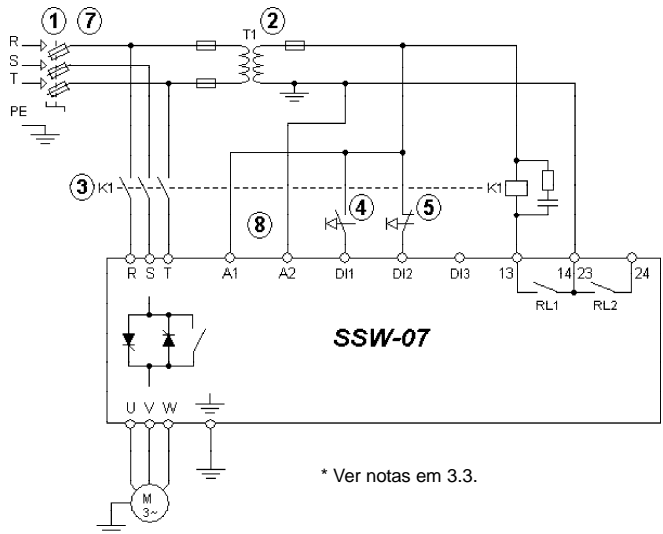 1 7 T1 2
R
S
T
PE
3 K1 K1
8 4 5
R S T A1 A2 DI1 DI2 DI3 13 14 23 24
RL1 RL2
SSW-07
U V W
* Ver notas em 3.3.
M
3~